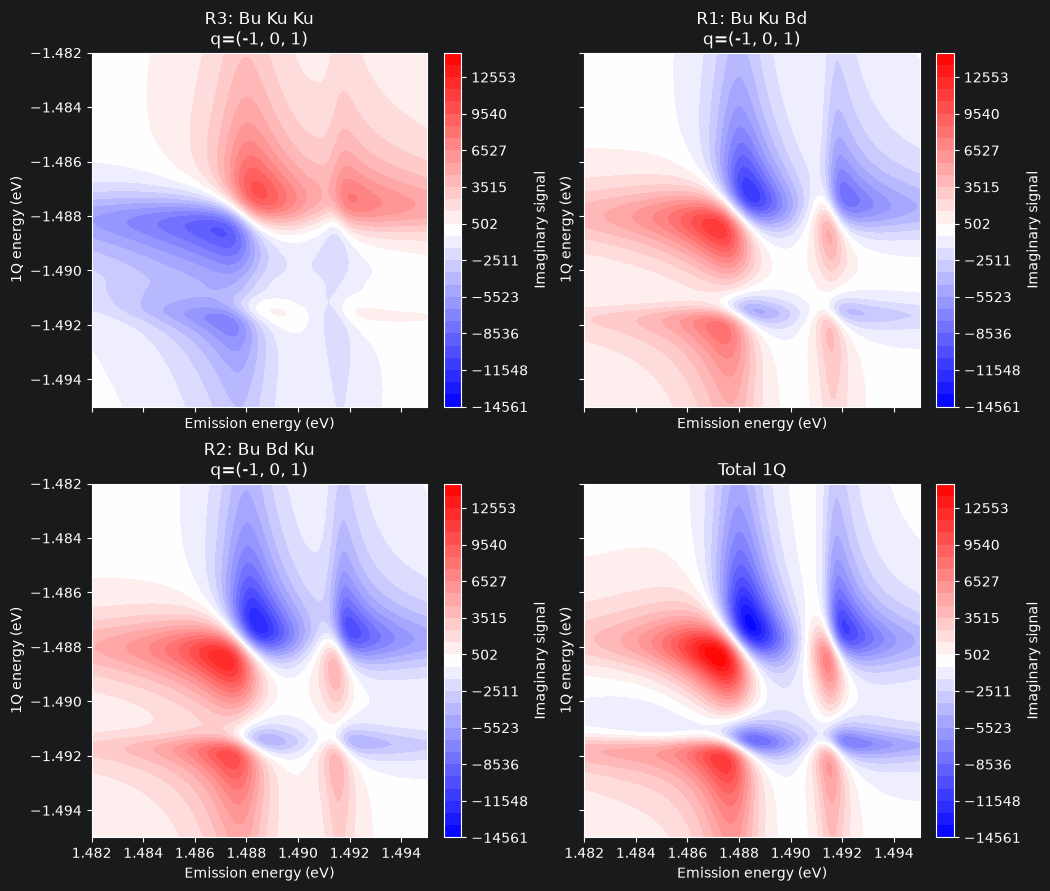 R3: Bu Ku Ku
q=(-1, 0, 1)
−1.482
−1.484
−1.486
−1.488
−1.490
−1.492
−1.494
1Q energy (eV)
Emission energy (eV)
12553
9540
6527
3515
502
−2511
−5523
−8536
−11548
−14561
Imaginary signal
R1: Bu Ku Bd
q=(-1, 0, 1)
1Q energy (eV)
Emission energy (eV)
12553
9540
6527
3515
502
−2511
−5523
−8536
−11548
−14561
Imaginary signal
R2: Bu Bd Ku
q=(-1, 0, 1)
−1.482
−1.484
−1.486
−1.488
−1.490
−1.492
−1.494
1Q energy (eV)
1.482 1.484 1.486 1.488 1.490 1.492 1.494
Emission energy (eV)
12553
9540
6527
3515
502
−2511
−5523
−8536
−11548
−14561
Imaginary signal
Total 1Q
1Q energy (eV)
1.482 1.484 1.486 1.488 1.490 1.492 1.494
Emission energy (eV)
12553
9540
6527
3515
502
−2511
−5523
−8536
−11548
−14561
Imaginary signal